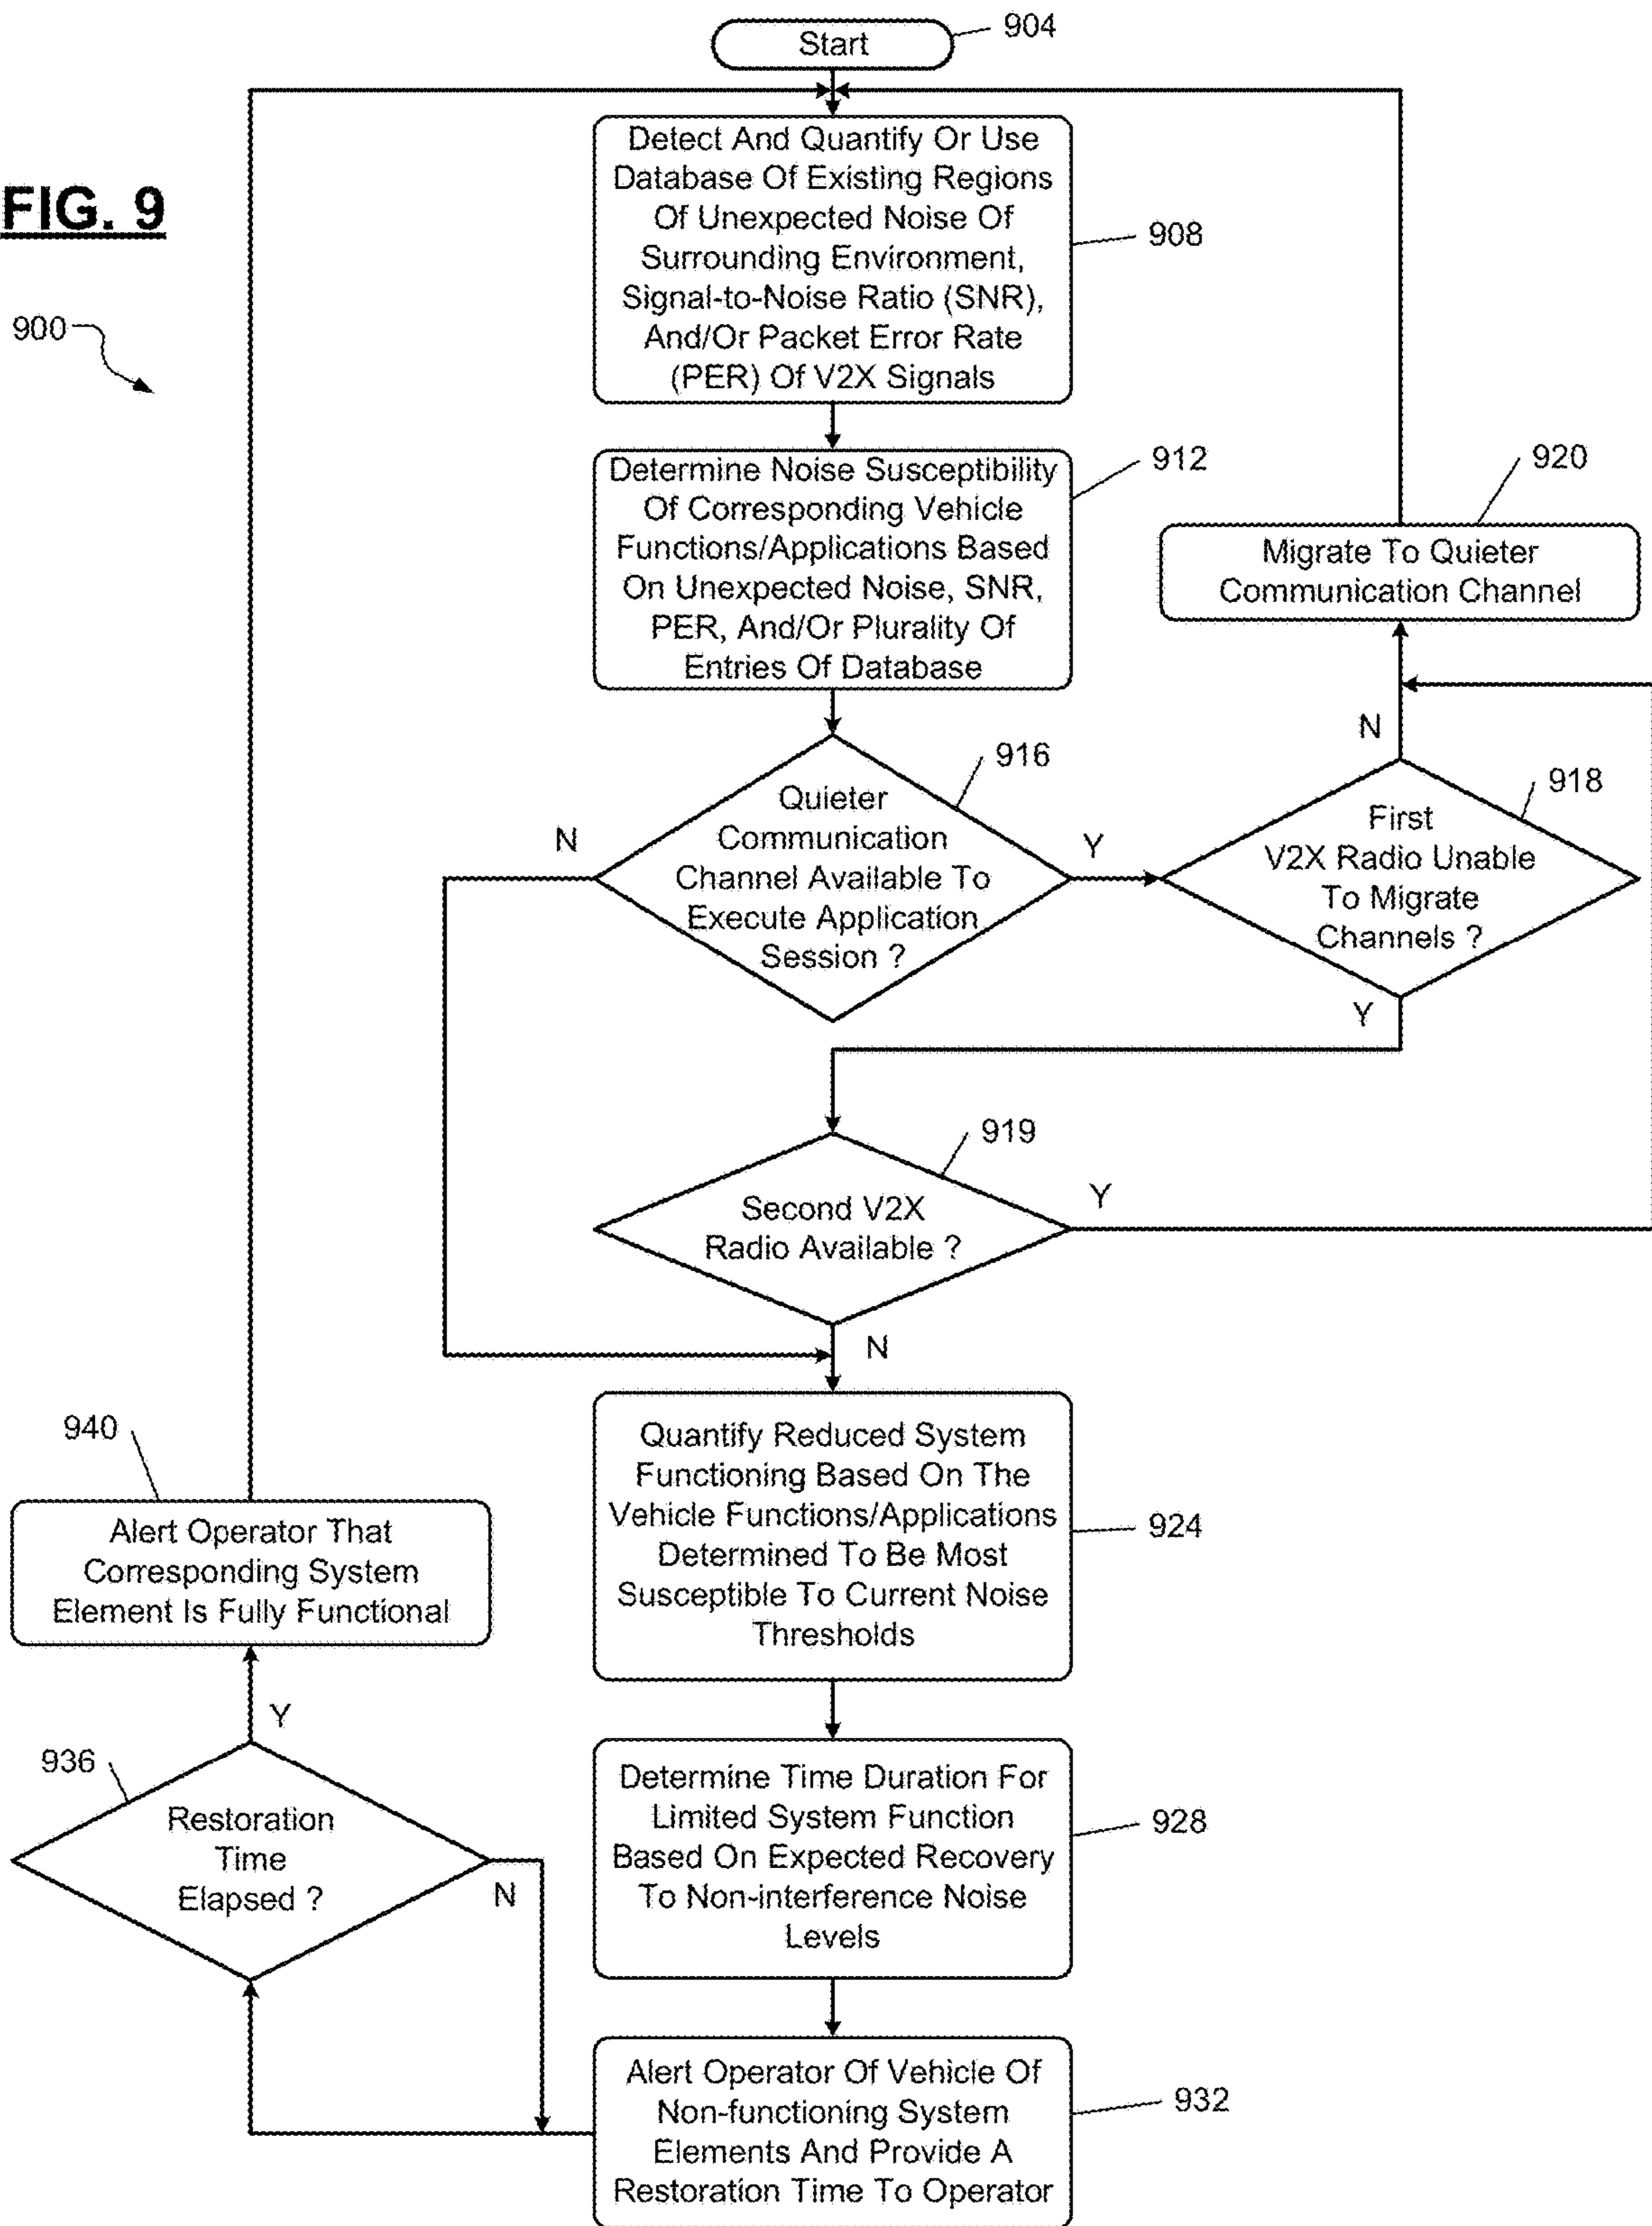 Start
904
FIG. 9
900
Detect And Quantify Or Use
Database Of Existing Regions
Of Unexpected Noise Of
Surrounding Environment,
Signal-to-Noise Ratio (SNR),
And/Or Packet Error Rate
(PER) Of V2X Signals
908
Determine Noise Susceptibility
Of Corresponding Vehicle
Functions/Applications Based
On Unexpected Noise, SNR,
PER, And/Or Plurality Of
Entries Of Database
912
920
Migrate To Quieter
Communication Channel
N
916
Quieter
Communication
Channel Available To
Execute Application
Session ?
N
Y
918
First
V2X Radio Unable
To Migrate
Channels ?
Y
919
Second V2X
Radio Available ?
Y
N
Quantify Reduced System
Functioning Based On The
Vehicle Functions/Applications
Determined To Be Most
Susceptible To Current Noise
Thresholds
924
940
Alert Operator That
Corresponding System
Element Is Fully Functional
Y
936
Restoration
Time
Elapsed ?
N
Determine Time Duration For
Limited System Function
Based On Expected Recovery
To Non-interference Noise
Levels
928
Alert Operator Of Vehicle Of
Non-functioning System
Elements And Provide A
Restoration Time To Operator
932